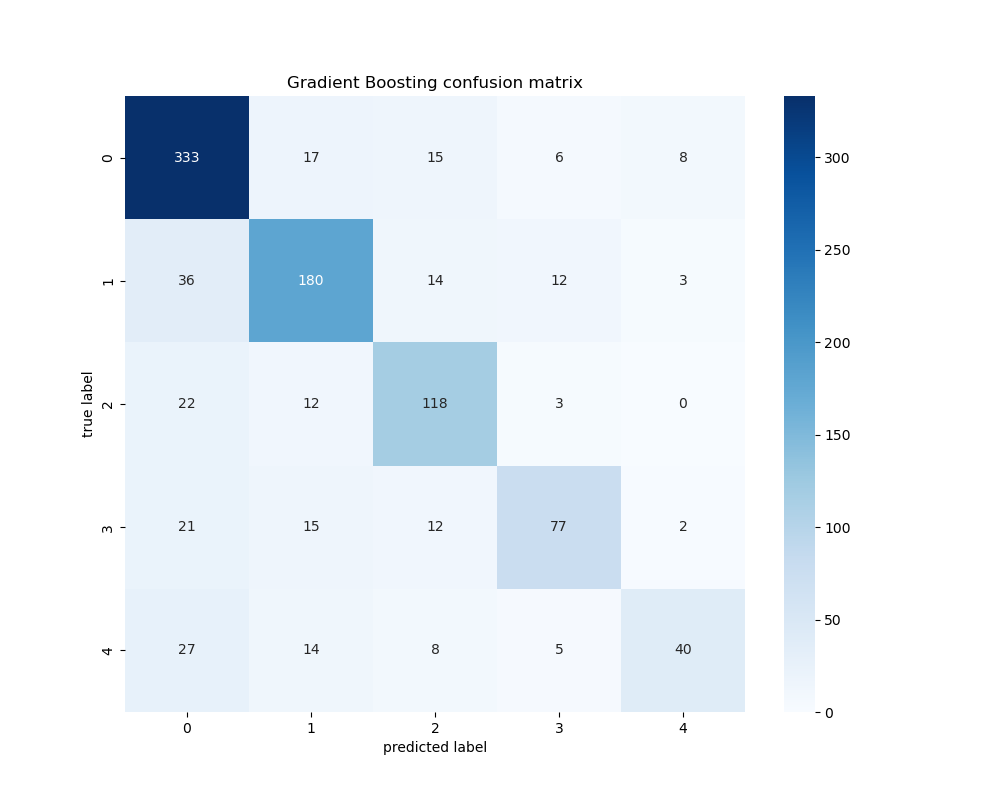 Gradient Boosting confusion matrix
0 333 17 15 6 8
1 36 180 14 12 3
2 22 12 118 3 0
3 21 15 12 77 2
4 27 14 8 5 40
0 1 2 3 4
predicted label
true label
300
250
200
150
100
50
0